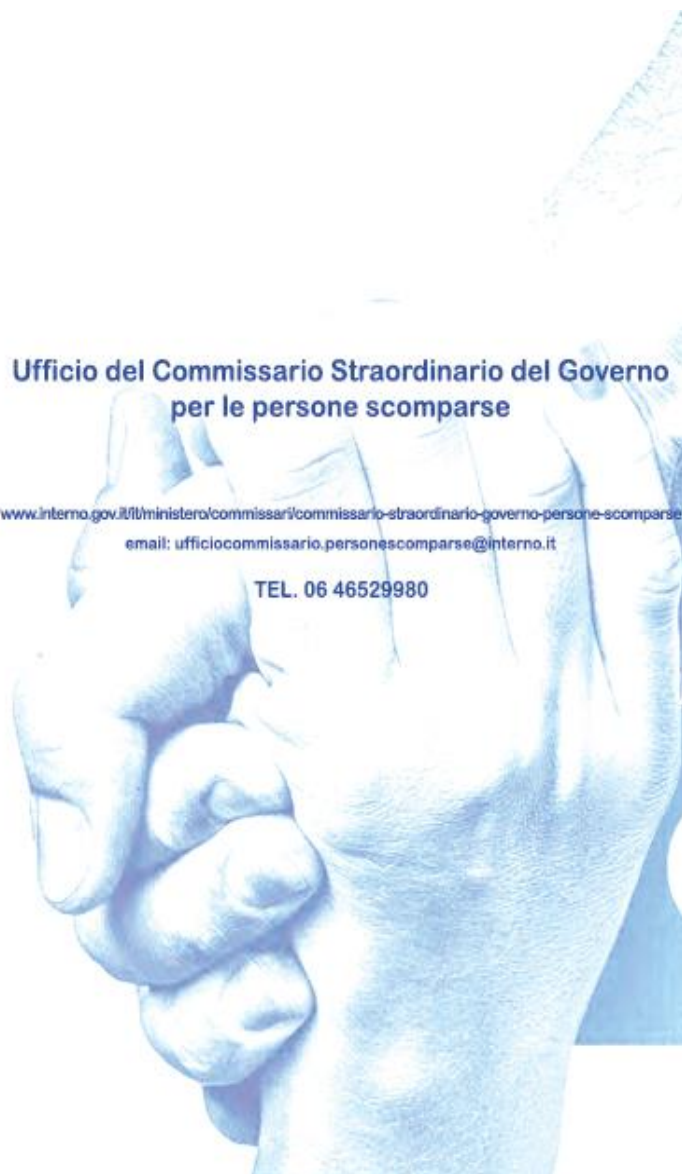 Ufficio del Commissario Straordinario del Governo
per le persone scomparse
www.interno.gov.it/it/ministero/commissari/commissario-straordinario-governo-persone-scomparse
email: ufficiocommissario.personescomparse@interno.it
TEL. 06 46529980